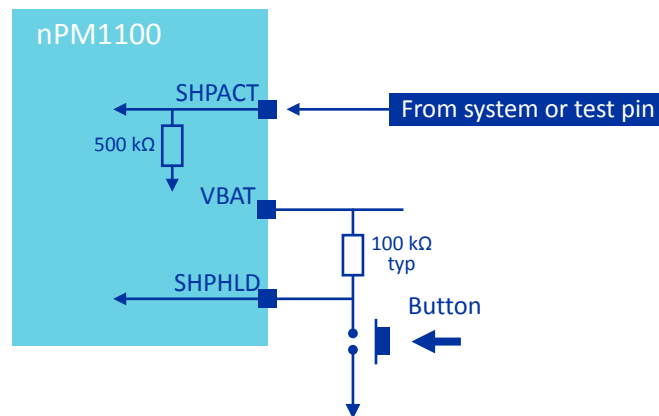 nPM1100
SHPACT
From system or test pin
500 kΩ
VBAT
100 kΩ
typ
SHPHLD
Button